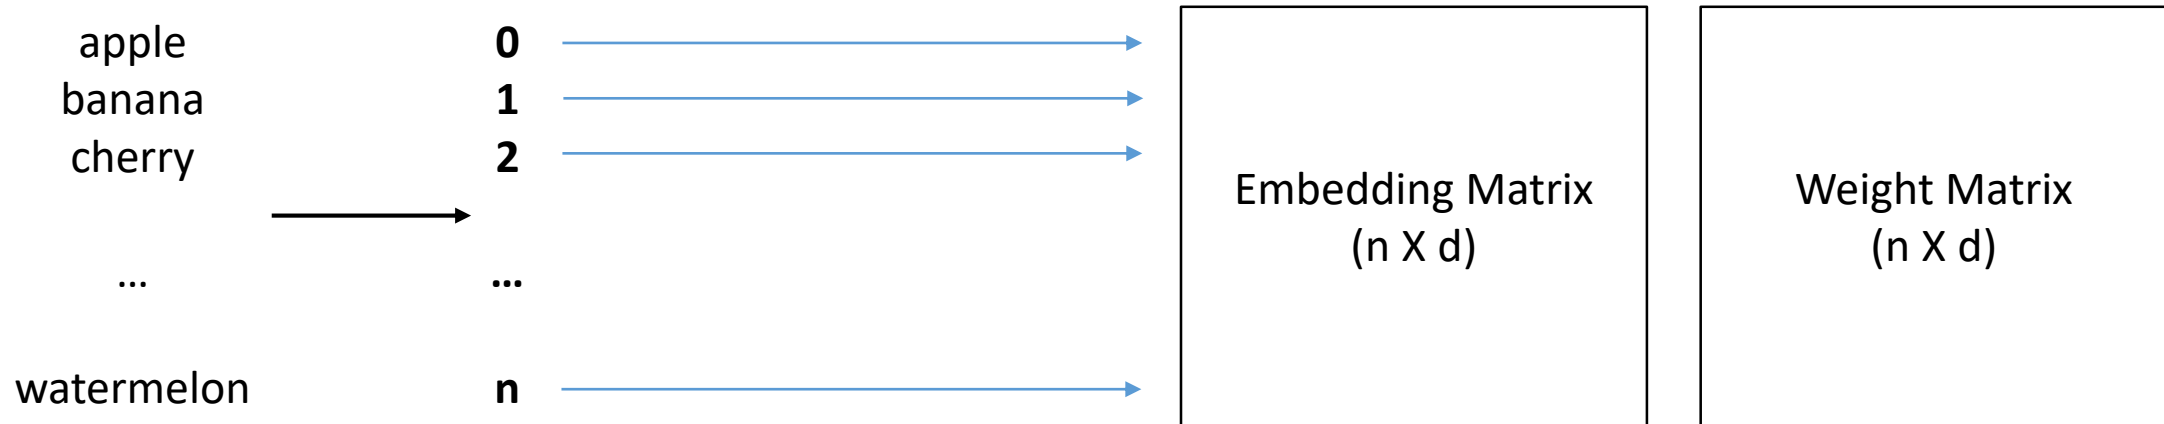 apple 0
banana 1
cherry 2
Embedding Matrix
(n X d)
Weight Matrix
(n X d)
... ...
watermelon n